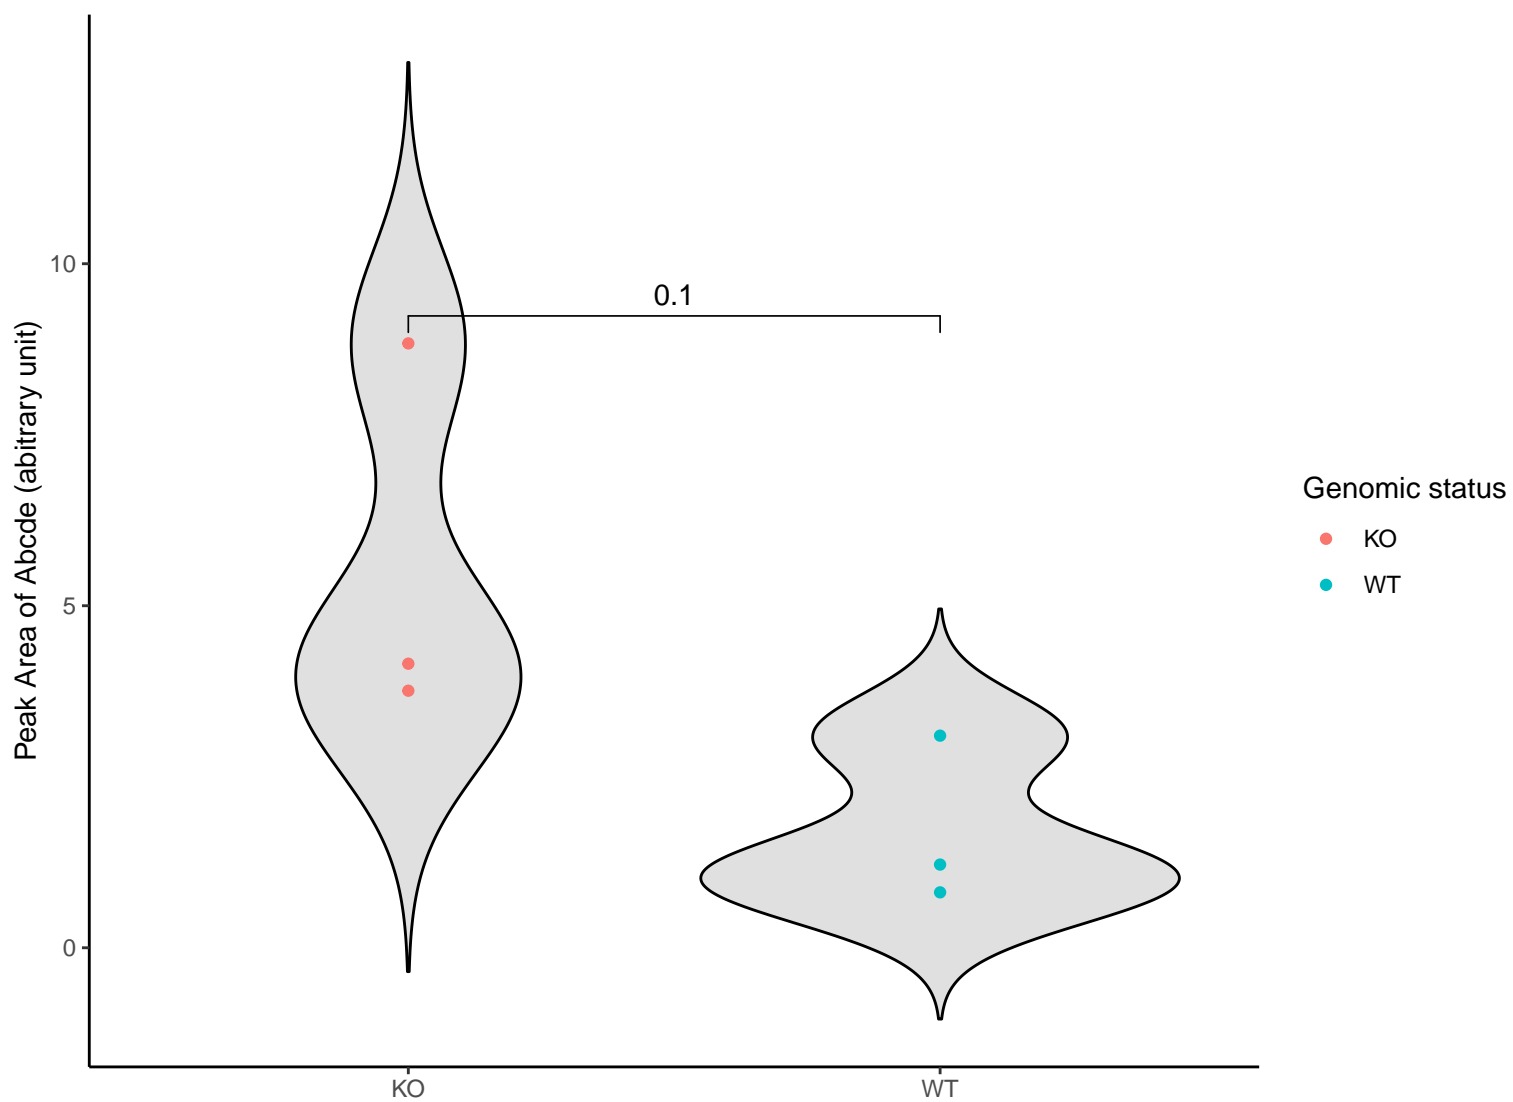 Peak Area of Abcde (abitrary unit)
10
5
0
0.1
KO
WT
Genomic status
KO
WT